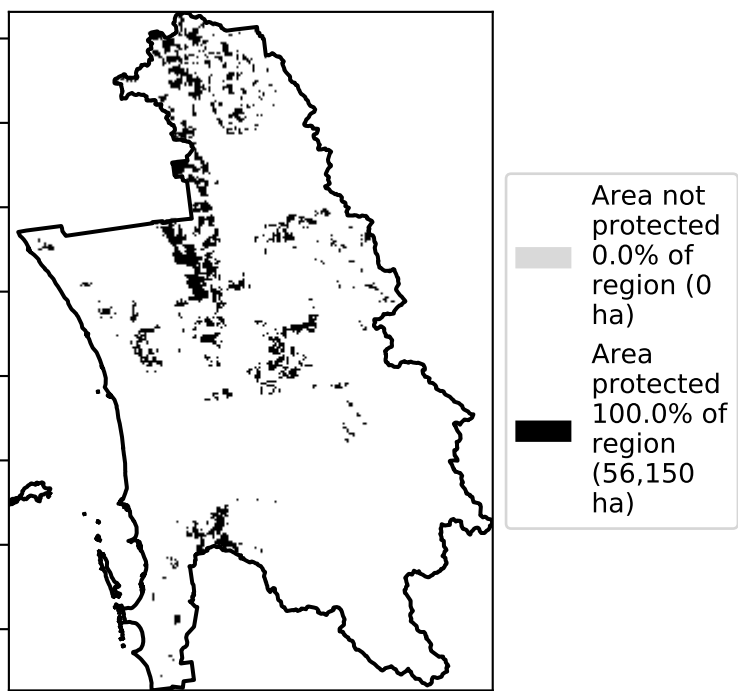 Area not
protected
0.0% of
region (0
ha)
Area
protected
100.0% of
region
(56,150
ha)